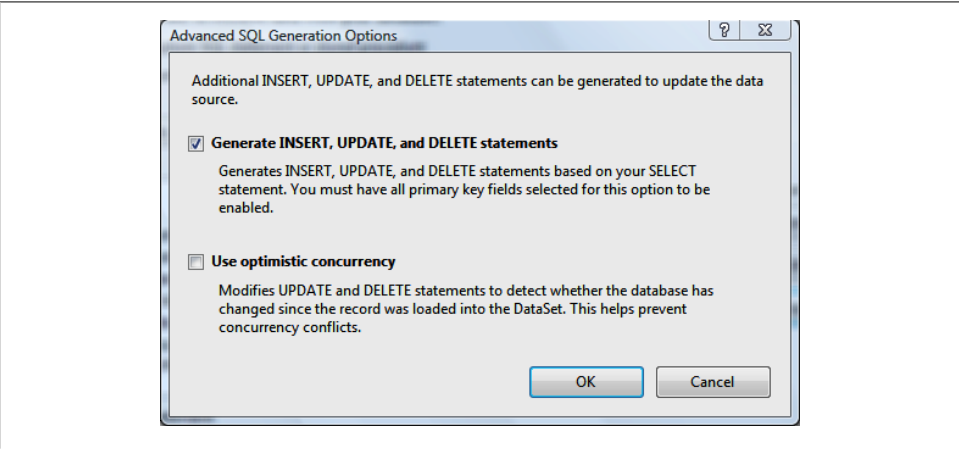 Advanced SQL Generation Options
Additional INSERT, UPDATE, and DELETE statements can be generated to update the data
source.
Generate INSERT, UPDATE, and DELETE statements
Generates INSERT, UPDATE, and DELETE statements based on your SELECT
statement. You must have all primary key fields selected for this option to be
enabled.
Use optimistic concurrency
Modifies UPDATE and DELETE statements to detect whether the database has
changed since the record was loaded into the DataSet. This helps prevent
concurrency conflicts.
OK Cancel